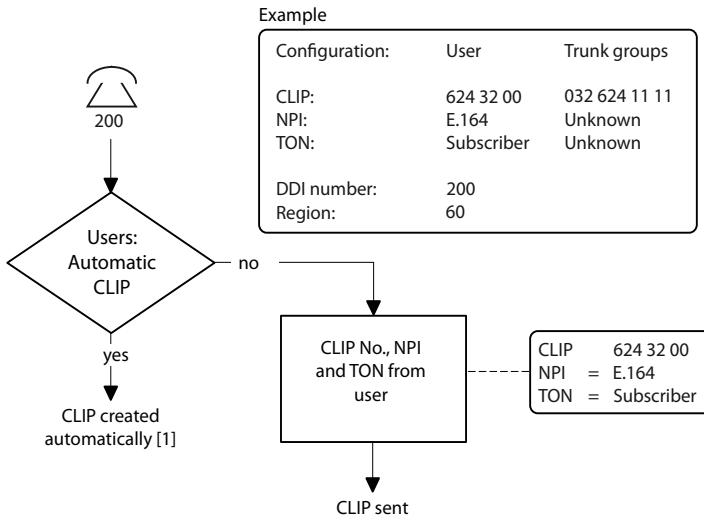 Example
Configuration: User Trunk groups
CLIP: 624 32 00 032 624 11 11
NPI: E.164 Unknown
TON: Subscriber Unknown
DDI number: 200
Region: 60
200
Users:
Automatic
CLIP
no
yes
CLIP created
automatically [1]
CLIP No., NPI
and TON from
user
CLIP 624 32 00
NPI = E.164
TON = Subscriber
CLIP sent